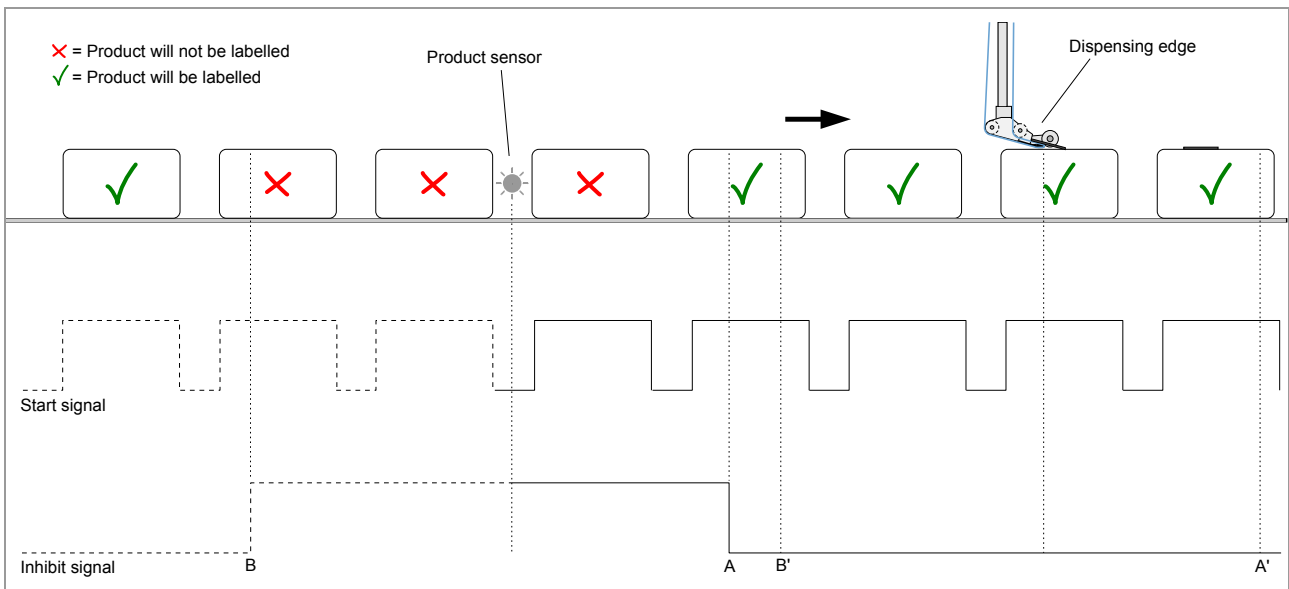 = Product will not be labelled
= Product will be labelled
Product sensor
Dispensing edge
Start signal
Inhibit signal
B
A
B'
A'